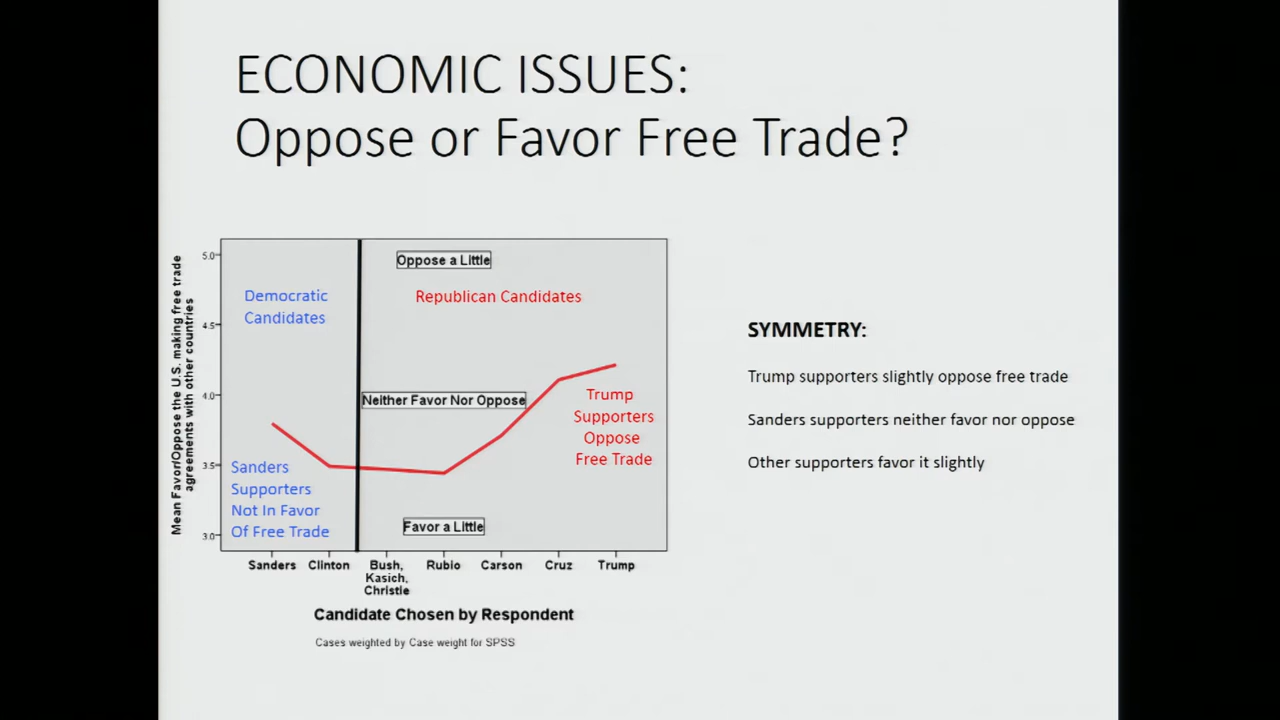 ECONOMIC ISSUES:
Oppose or Favor Free Trade?
Mean Favor/Oppose the U.S. making free trade
agreements with other countries
5.0
4.5
4.0
3.5
3.0
Oppose a Little
Democratic
Candidates
Republican Candidates
Neither Favor Nor Oppose
Trump
Supporters
Oppose
Free Trade
Sanders
Supporters
Not In Favor
Of Free Trade
Favor a Little
Sanders
Clinton
Bush,
Kasich,
Christie
Rubio
Carson
Cruz
Trump
Candidate Chosen by Respondent
Cases weighted by Case weight for SPSS
SYMMETRY:
Trump supporters slightly oppose free trade
Sanders supporters neither favor nor oppose
Other supporters favor it slightly